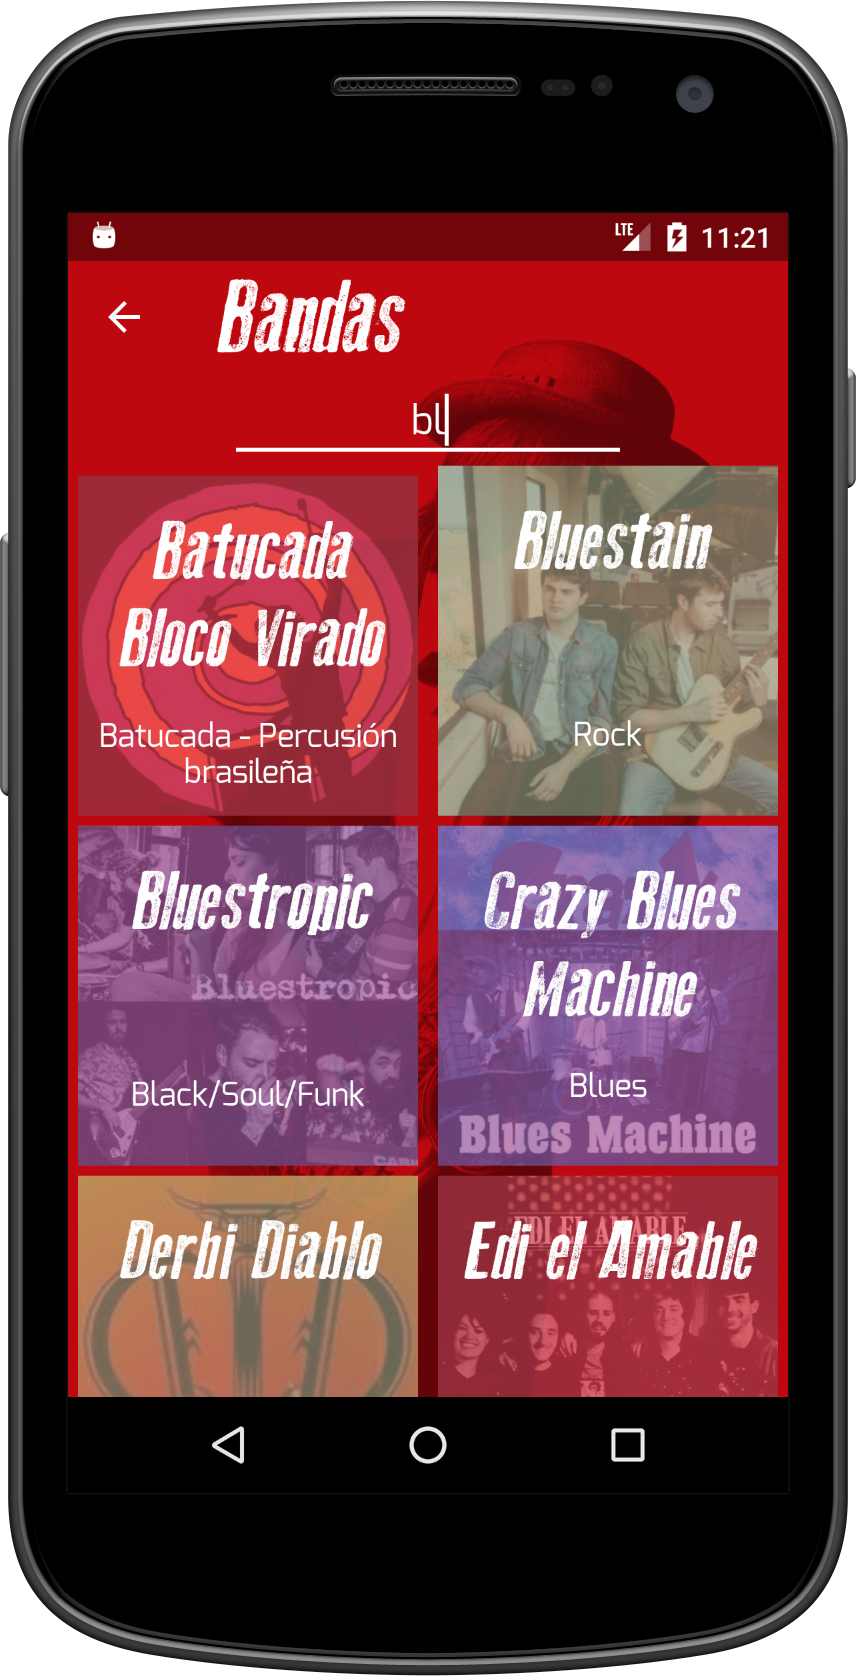 LTE 11:21
Bandas
bl
Batucada
Bloco Virado
Batucada - Percusión
brasileña
Bluestain
Rock
Bluestropic
Bluestropic
Black/Soul/Funk
Crazy Blues
Machine
Blues
Blues Machine
Derbi Diablo
EDI EL AMABLE
Edi el Amable